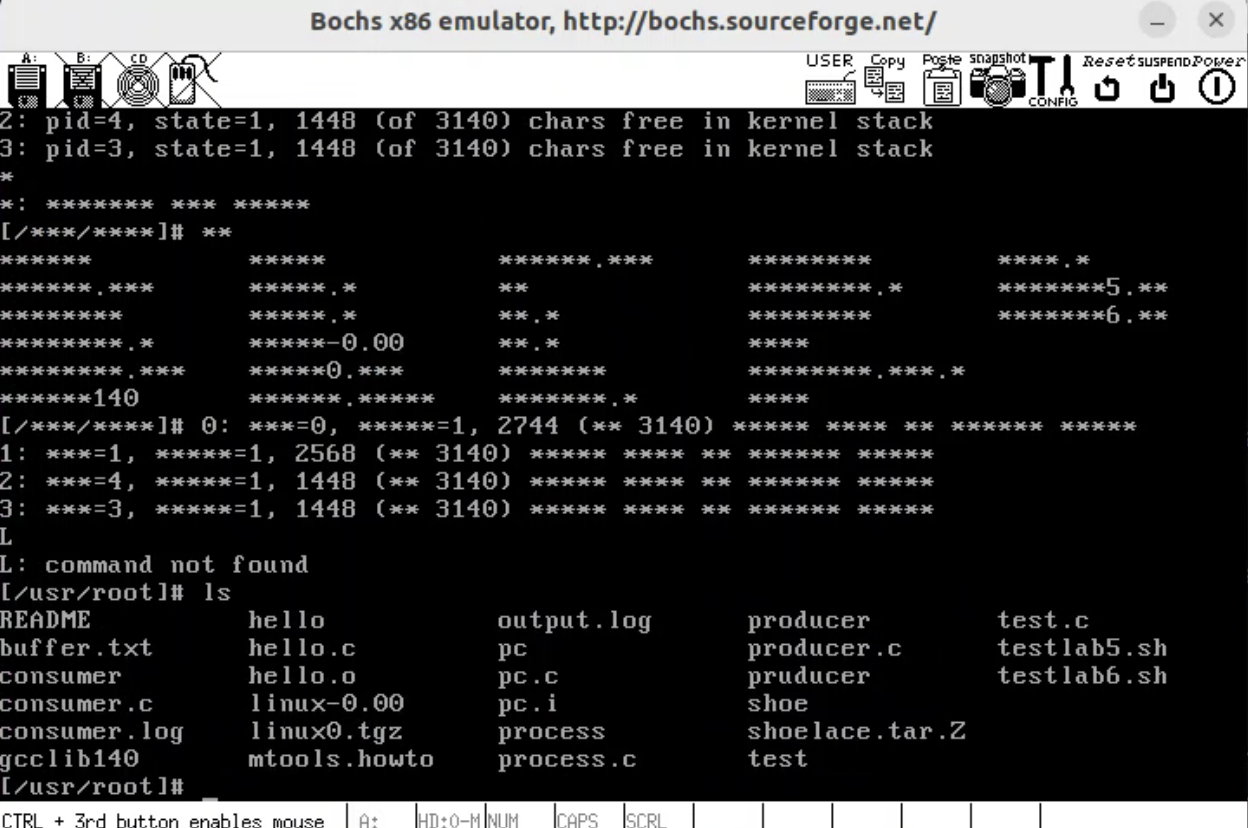 Bochs x86 emulator, http://bochs.sourceforge.net/
A: B: CD USER Copy Paste snapshot CONFIG Reset SUSPEND Power
2: pid=4, state=1, 1448 (of 3140) chars free in kernel stack
3: pid=3, state=1, 1448 (of 3140) chars free in kernel stack
*
*: ******* *** *****
[/***/****]# **
****** ***** ******.*** ******** ****.*
******.*** *****.* ** ********.* *******5.**
******** *****.* **.* ******** *******6.**
********.* *****-0.00 **.* ****
********.*** *****0.*** ******* ********.***.*
******140 ******.***** *******.* ****
[/***/****]# 0: ***=0, *****=1, 2744 (** 3140) ***** **** ** ****** *****
1: ***=1, *****=1, 2568 (** 3140) ***** **** ** ****** *****
2: ***=4, *****=1, 1448 (** 3140) ***** **** ** ****** *****
3: ***=3, *****=1, 1448 (** 3140) ***** **** ** ****** *****
L
L: command not found
[/usr/root]# ls
README hello output.log producer test.c
buffer.txt hello.c pc producer.c testlab5.sh
consumer hello.o pc.c pruducer testlab6.sh
consumer.c linux-0.00 pc.i shoe
consumer.log linux0.tgz process shoelace.tar.Z
gcclib140 mtools.howto process.c test
[/usr/root]# _
CTRL + 3rd button enables mouse A: HD:0-M NUM CAPS SCRL